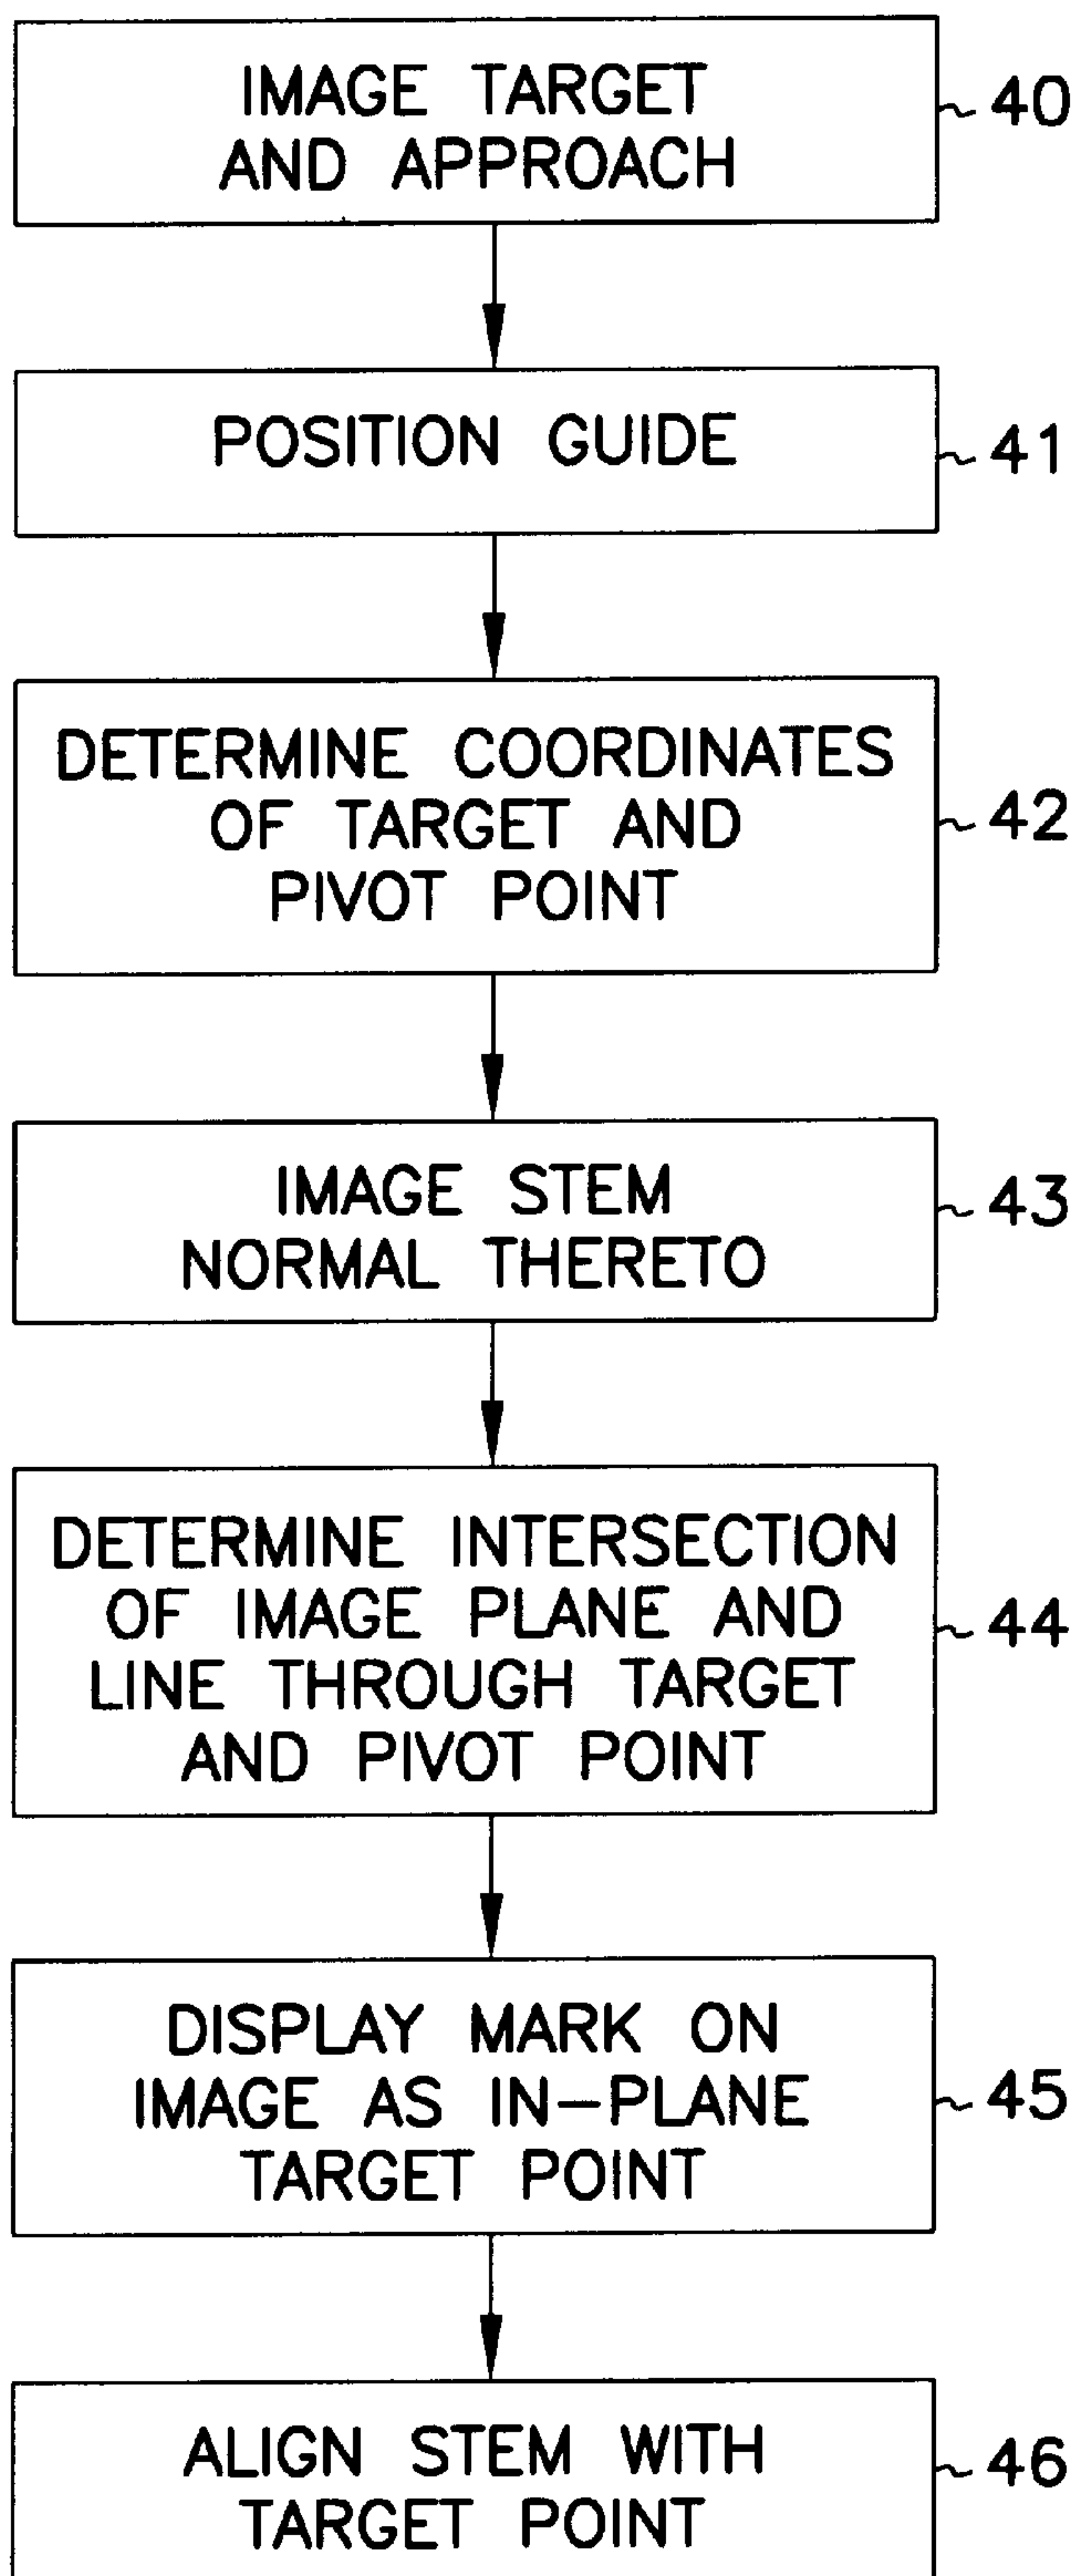 IMAGE TARGET
AND APPROACH
40
POSITION GUIDE
41
DETERMINE COORDINATES
OF TARGET AND
PIVOT POINT
42
IMAGE STEM
NORMAL THERETO
43
DETERMINE INTERSECTION
OF IMAGE PLANE AND
LINE THROUGH TARGET
AND PIVOT POINT
44
DISPLAY MARK ON
IMAGE AS IN-PLANE
TARGET POINT
45
ALIGN STEM WITH
TARGET POINT
46